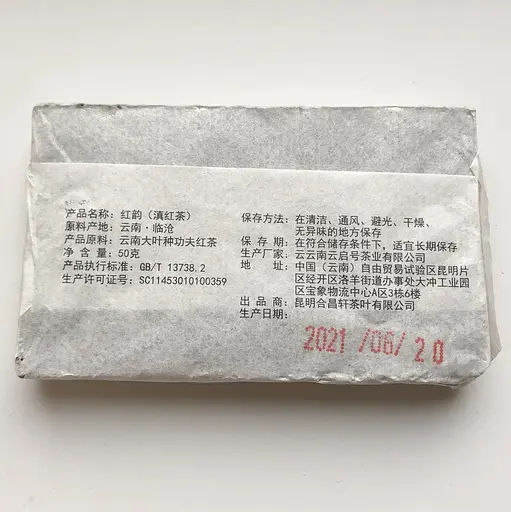 产品名称：红韵（滇红茶）
原料产地：云南·临沧
产品原料：云南大叶种功夫红茶
净 含 量：50克
产品执行标准：GB/T 13738.2
生产许可证号：SC11453010100359
保存方法：在清洁、通风、避光、干燥、
无异味的地方保存
保 存 期：在符合储存条件下，适宜长期保存
生产厂家：云云南云启号茶业有限公司
地 址：中国（云南）自由贸易试验区昆明片
区经开区洛羊街道办事处大冲工业园
区宝象物流中心A区3栋6楼
出 品 商：昆明合昌轩茶叶有限公司
生产日期：
2021 /06/ 20